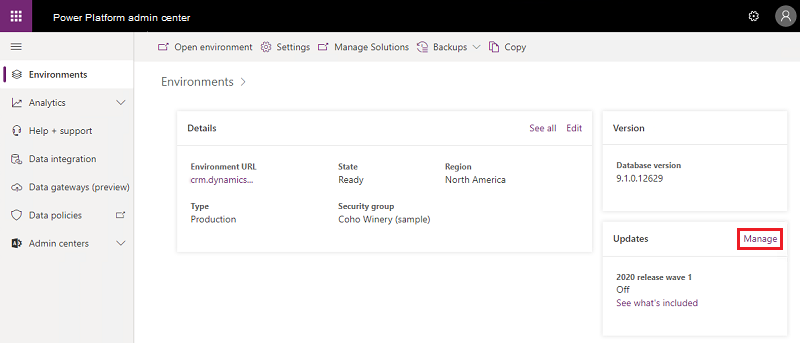 Power Platform admin center
Open environment Settings Manage Solutions Backups Copy
Environments
Analytics
Help + support
Data integration
Data gateways (preview)
Data policies
Admin centers
Environments
Details See all Edit
Environment URL State Region
crm.dynamics... Ready North America
Type Security group
Production Coho Winery (sample)
Version
Database version
9.1.0.12629
Updates Manage
2020 release wave 1
Off
See what's included